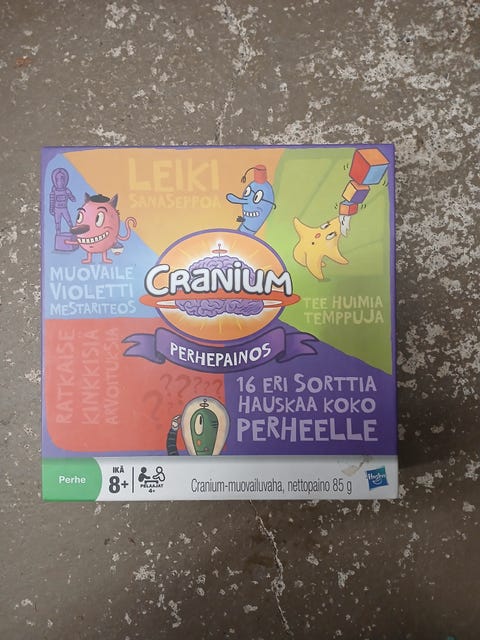 LEIKI
SANASEPPOA
MUOVAILE
VIOLETTI
MESTARITEOS
CRANIUM
PERHEPAINOS
TEE HUIMIA
TEMPPUJA
RATKAISE
KINKKISIÄ
ARVOITUKSIA
??????
16 ERI SORTTIA
HAUSKAA KOKO
PERHEELLE
Perhe
IKÄ
8+
PELAAJAT
4+
Cranium-muovailuvaha, nettopaino 85 g
Hasbro